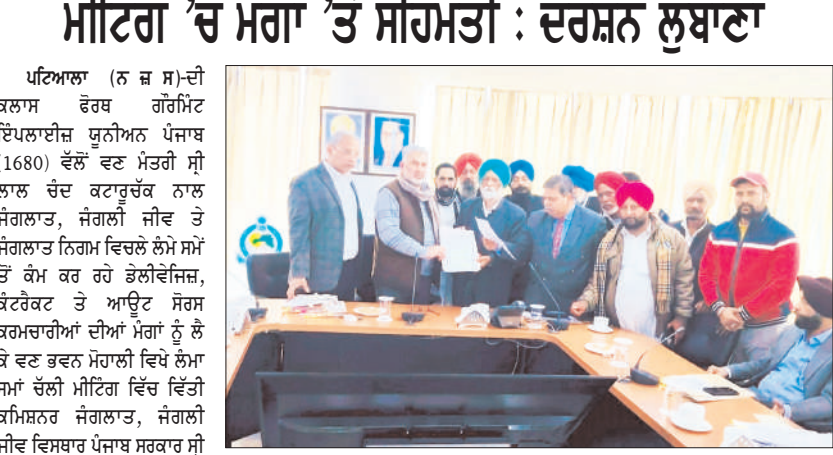 ਮੀਟਿੰਗ 'ਚ ਮੰਗਾਂ 'ਤੇ ਸਹਿਮਤੀ : ਦਰਸ਼ਨ ਲੁਬਾਣਾ
ਪਟਿਆਲਾ (ਨ ਜ਼ ਸ)-ਦੀ
ਕਲਾਸ ਫੋਰਥ ਗੌਰਮਿੰਟ
ਇੰਪਲਾਈਜ਼ ਯੂਨੀਅਨ ਪੰਜਾਬ
(1680) ਵੱਲੋਂ ਵਣ ਮੰਤਰੀ ਸ੍ਰੀ
ਲਾਲ ਚੰਦ ਕਟਾਰੂਚੱਕ ਨਾਲ
ਜੰਗਲਾਤ, ਜੰਗਲੀ ਜੀਵ ਤੇ
ਜੰਗਲਾਤ ਨਿਗਮ ਵਿਚਲੇ ਲੰਮੇ ਸਮੇਂ
ਤੋਂ ਕੰਮ ਕਰ ਰਹੇ ਡੇਲੀਵੇਜਿਜ਼,
ਕੰਟਰੈਕਟ ਤੇ ਆਊਟ ਸੋਰਸ
ਕਰਮਚਾਰੀਆਂ ਦੀਆਂ ਮੰਗਾਂ ਨੂੰ ਲੈ
ਕੇ ਵਣ ਭਵਨ ਮੋਹਾਲੀ ਵਿਖੇ ਲੰਮਾ
ਸਮਾਂ ਚੱਲੀ ਮੀਟਿੰਗ ਵਿੱਚ ਵਿੱਤੀ
ਕਮਿਸ਼ਨਰ ਜੰਗਲਾਤ, ਜੰਗਲੀ
ਜੀਵ ਵਿਸਥਾਰ ਪੰਜਾਬ ਸਰਕਾਰ ਸ੍ਰੀ